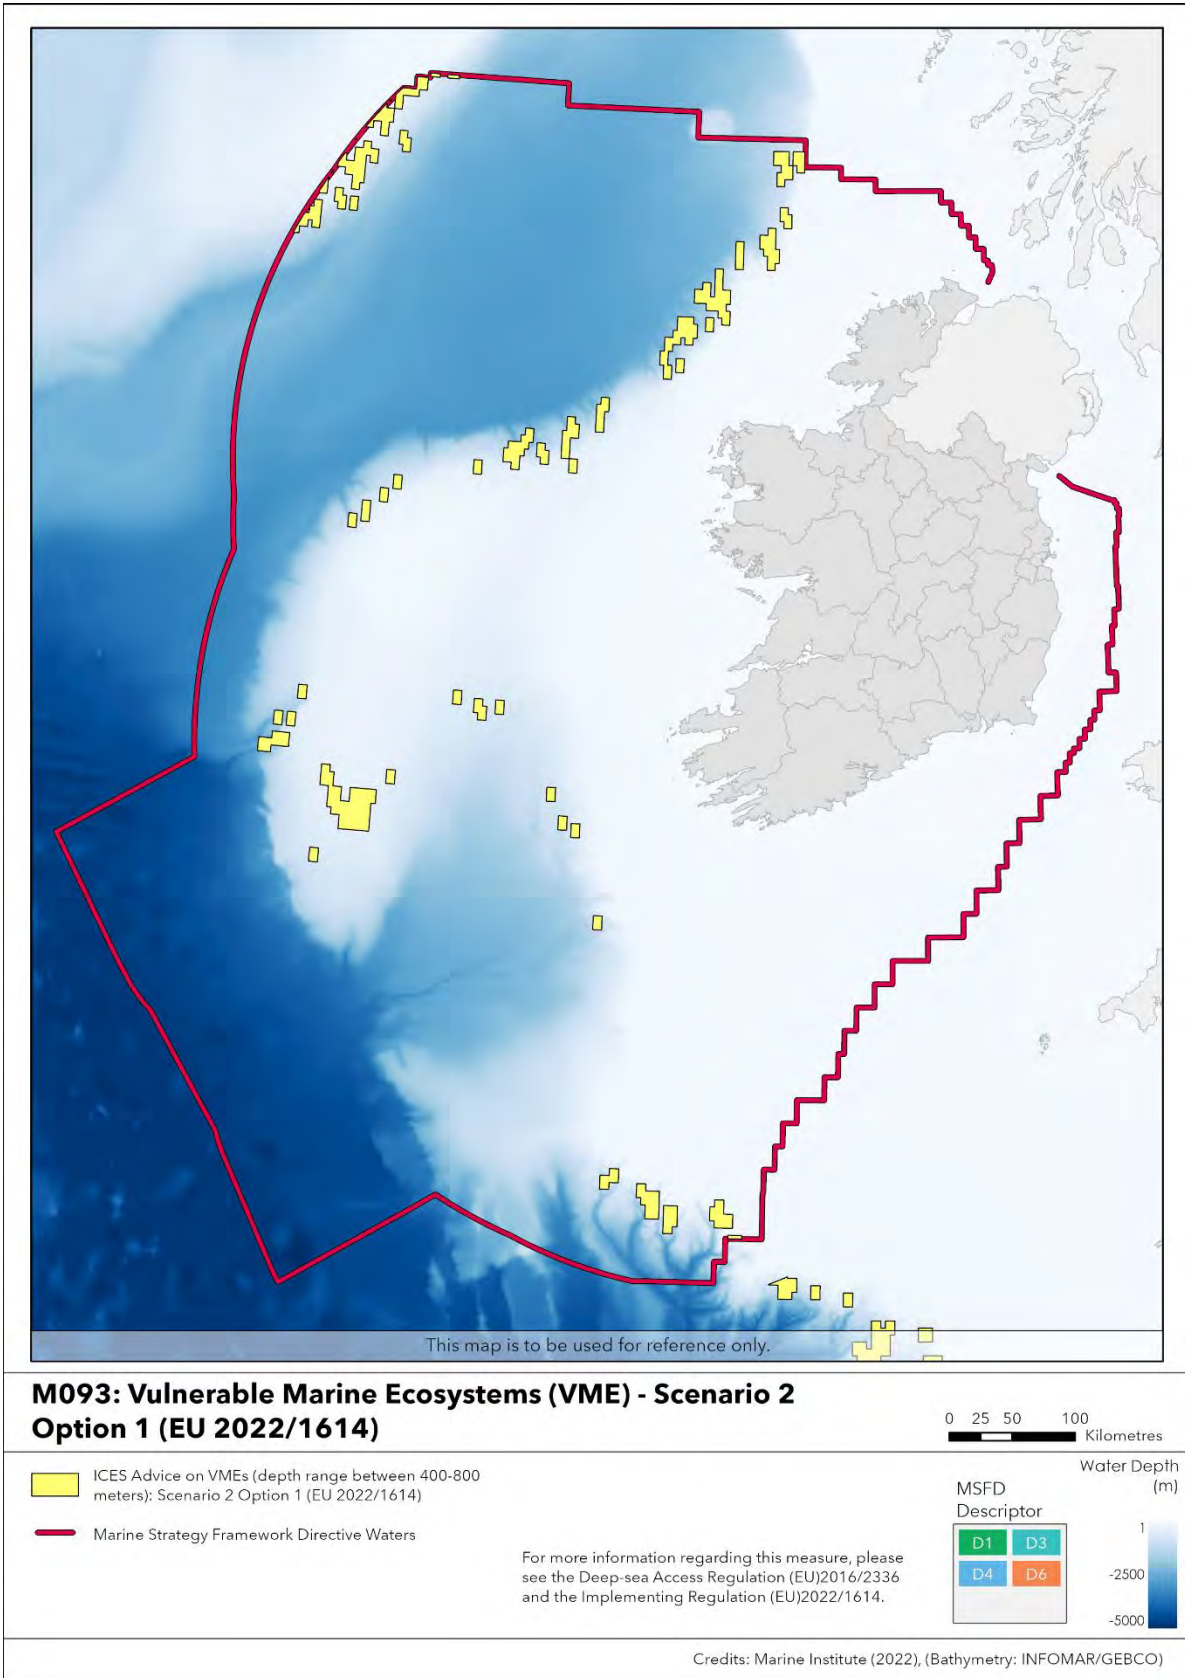 This map is to be used for reference only.
M093: Vulnerable Marine Ecosystems (VME) - Scenario 2
Option 1 (EU 2022/1614)
0 25 50 100
Kilometres
ICES Advice on VMEs (depth range between 400-800
meters): Scenario 2 Option 1 (EU 2022/1614)
Marine Strategy Framework Directive Waters
For more information regarding this measure, please
see the Deep-sea Access Regulation (EU)2016/2336
and the Implementing Regulation (EU)2022/1614.
MSFD
Descriptor
D1 D3
D4 D6
Water Depth
(m)
1
-2500
-5000
Credits: Marine Institute (2022), (Bathymetry: INFOMAR/GEBCO)